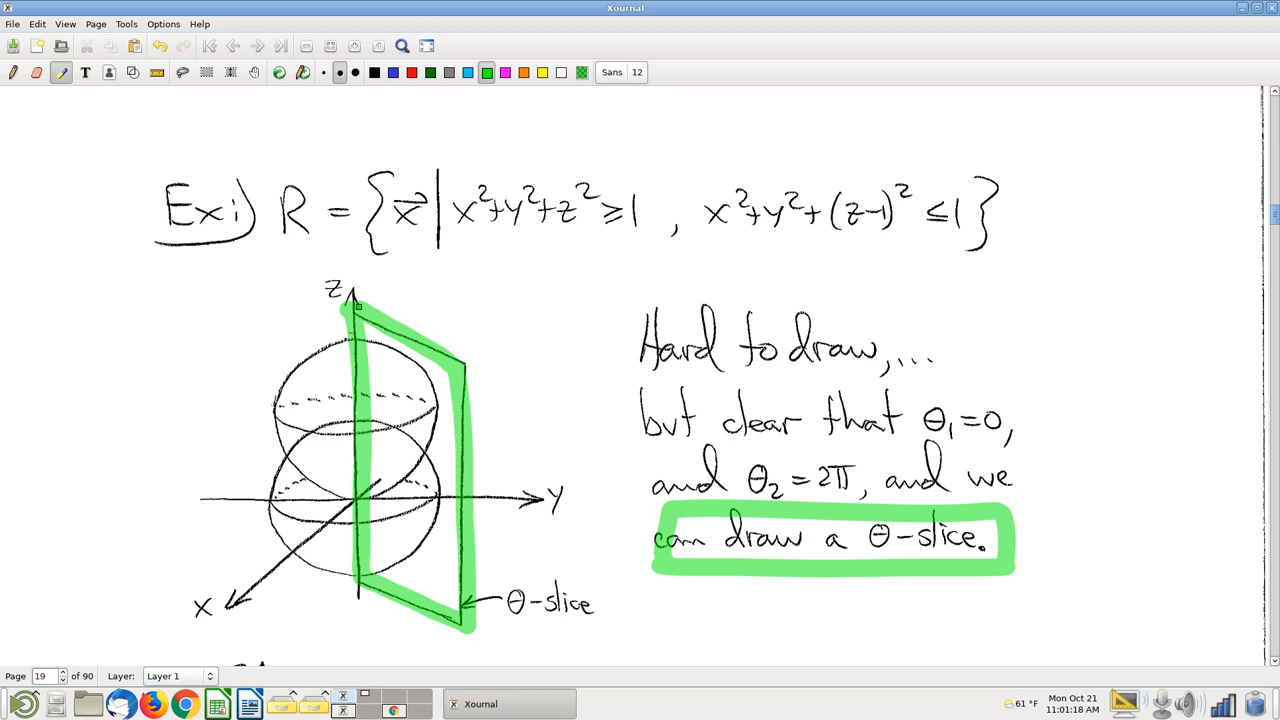 Xournal
File Edit View Page Tools Options Help
Sans 12
Ex:) R = { x⃗ | x²+y²+z² ≥ 1 , x²+y²+(z-1)² ≤ 1 }
z
Hard to draw,...
but clear that θ₁=0,
and θ₂=2π, and we
can draw a θ-slice.
y
x
θ-slice
Page 19 of 90 Layer: Layer 1
Xournal
61 °F
Mon Oct 21
11:01:18 AM